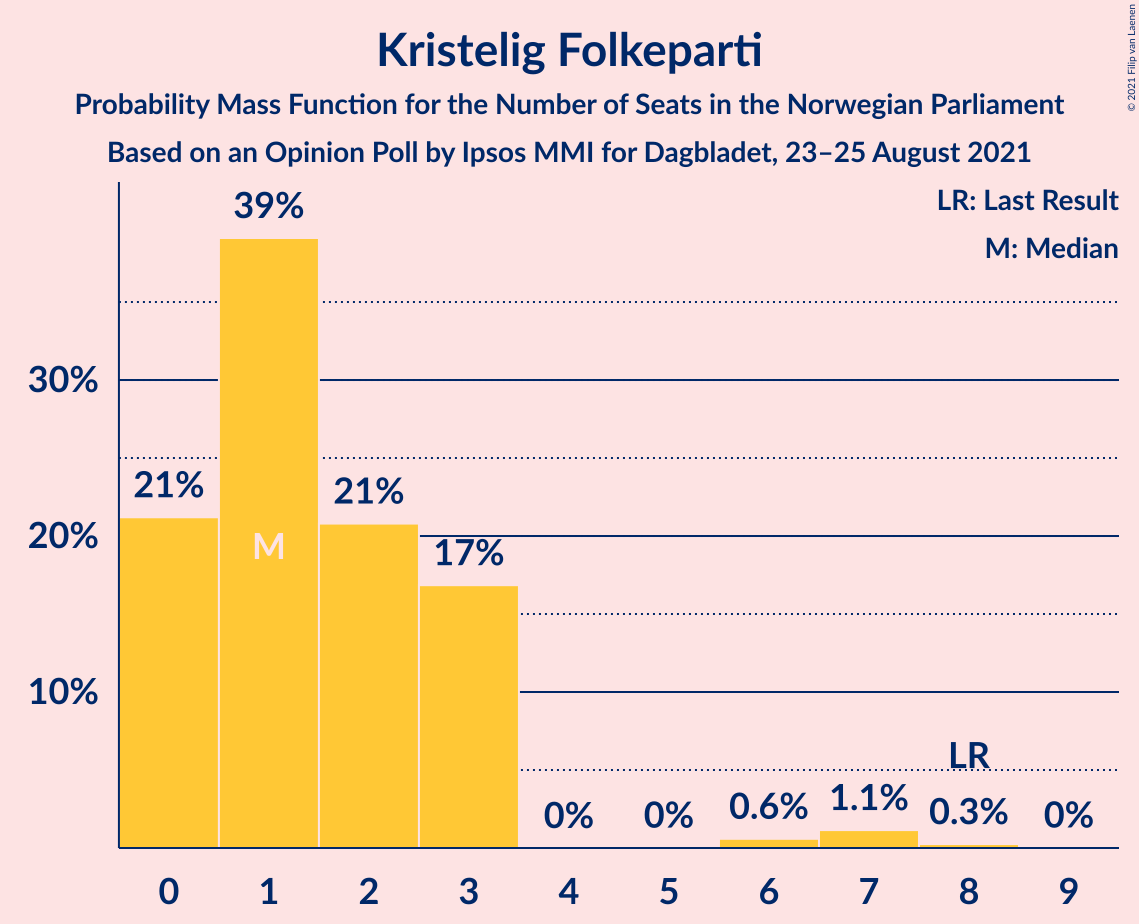 Kristelig Folkeparti
Probability Mass Function for the Number of Seats in the Norwegian Parliament
Based on an Opinion Poll by Ipsos MMI for Dagbladet, 23–25 August 2021
© 2021 Filip van Laenen
LR: Last Result
M: Median
39%
30%
21%
21%
20%
M
17%
10%
LR
0%
0%
0.6%
1.1%
0.3%
0%
0 1 2 3 4 5 6 7 8 9